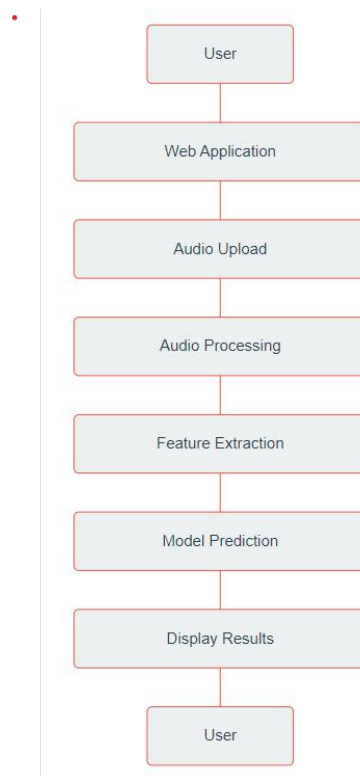 User
Web Application
Audio Upload
Audio Processing
Feature Extraction
Model Prediction
Display Results
User